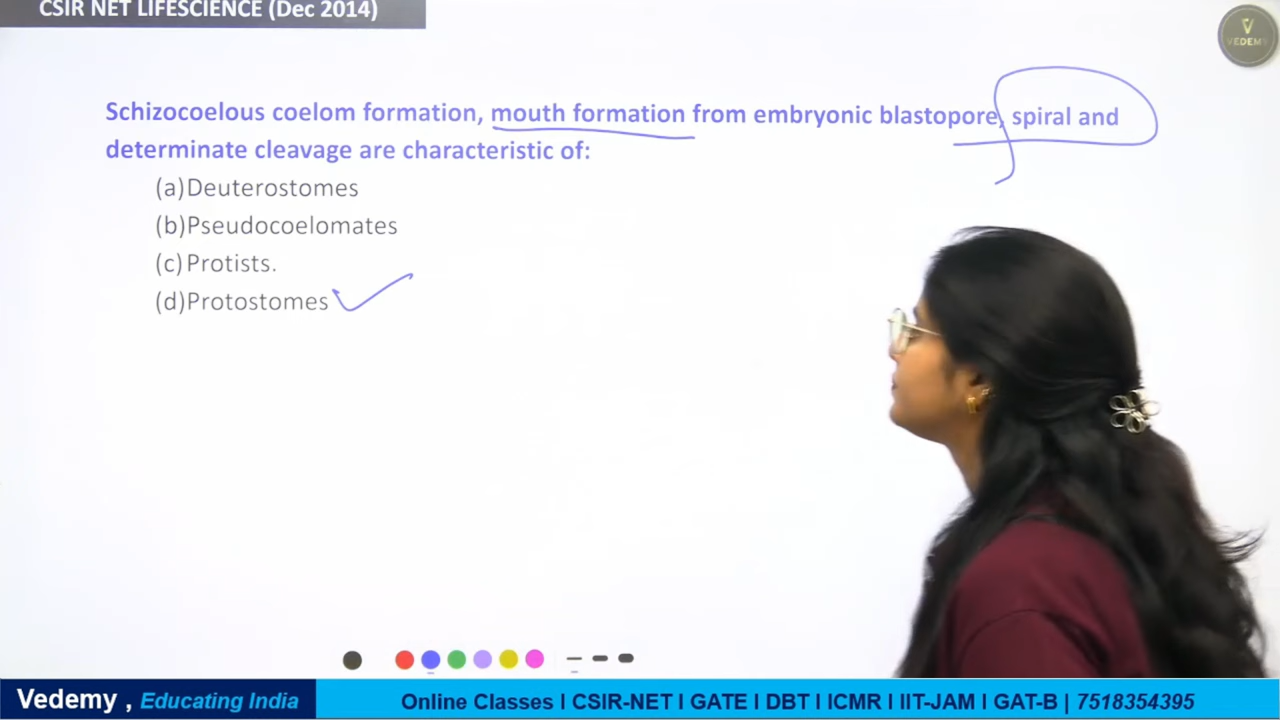 CSIR NET LIFESCIENCE (Dec 2014)
VEDEMY
Schizocoelous coelom formation, mouth formation from embryonic blastopore, spiral and
determinate cleavage are characteristic of:
(a)Deuterostomes
(b)Pseudocoelomates
(c)Protists.
(d)Protostomes
Vedemy , Educating India
Online Classes I CSIR-NET I GATE I DBT I ICMR I IIT-JAM I GAT-B | 7518354395